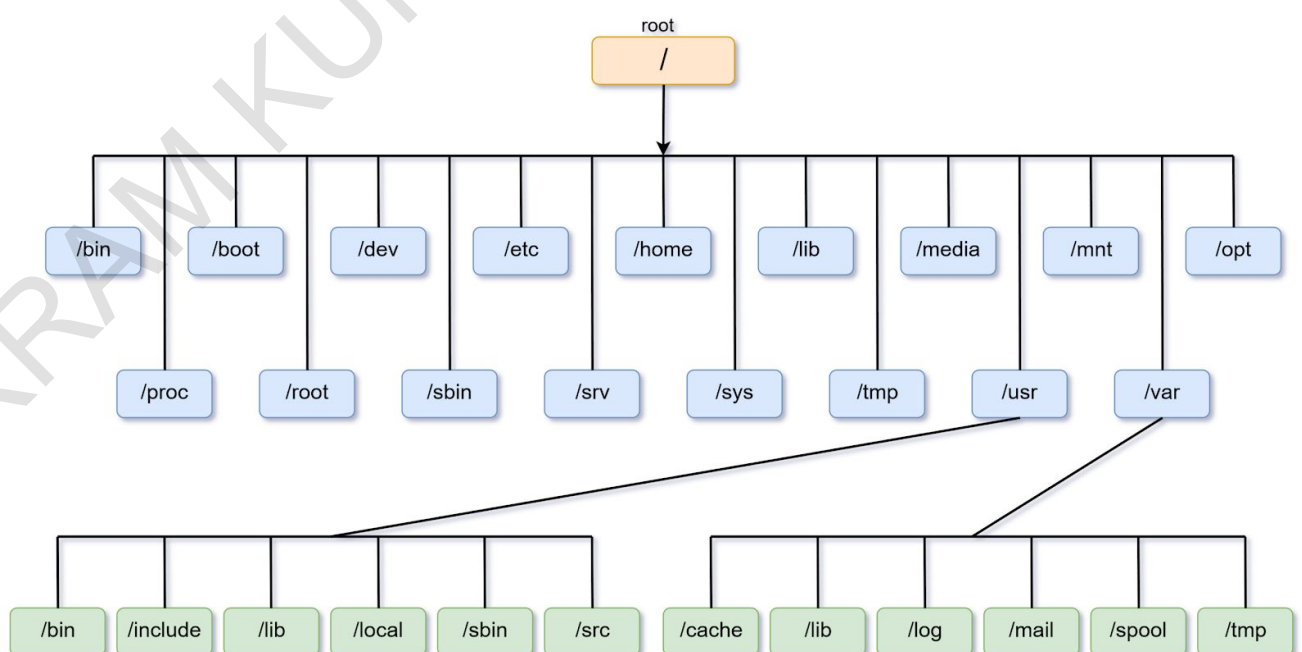 root
/
/bin /boot /dev /etc /home /lib /media /mnt /opt
/proc /root /sbin /srv /sys /tmp /usr /var
/bin /include /lib /local /sbin /src /cache /lib /log /mail /spool /tmp